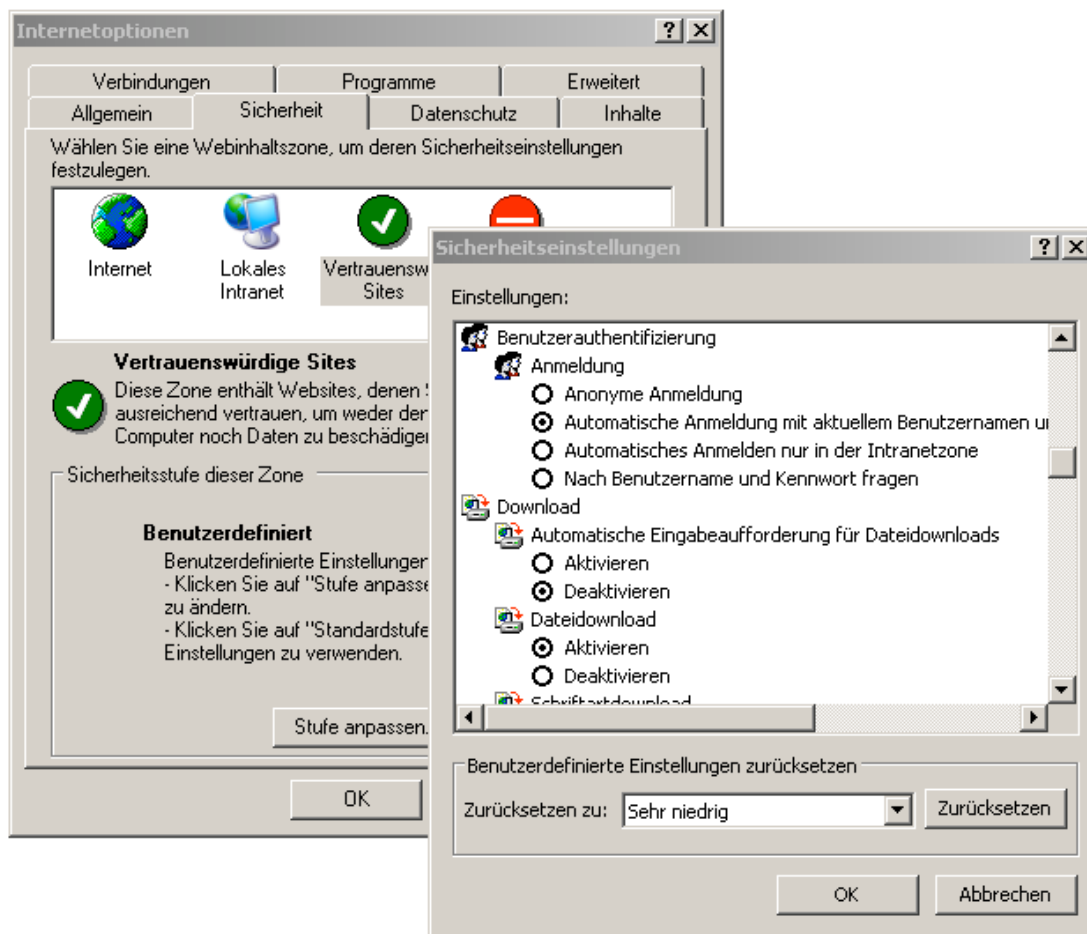 Internetoptionen
Verbindungen Programme Erweitert
Allgemein Sicherheit Datenschutz Inhalte
Wählen Sie eine Webinhaltszone, um deren Sicherheitseinstellungen
festzulegen.
Internet
Lokales
Intranet
Vertrauensw
Sites
Vertrauenswürdige Sites
Diese Zone enthält Websites, denen
ausreichend vertrauen, um weder der
Computer noch Daten zu beschädigen
Sicherheitsstufe dieser Zone
Benutzerdefiniert
Benutzerdefinierte Einstellungen
- Klicken Sie auf "Stufe anpasse
zu ändern.
- Klicken Sie auf "Standardstufe
Einstellungen zu verwenden.
Stufe anpassen.
OK
Sicherheitseinstellungen
Einstellungen:
Benutzerauthentifizierung
Anmeldung
Anonyme Anmeldung
Automatische Anmeldung mit aktuellem Benutzernamen u
Automatisches Anmelden nur in der Intranetzone
Nach Benutzername und Kennwort fragen
Download
Automatische Eingabeaufforderung für Dateidownloads
Aktivieren
Deaktivieren
Dateidownload
Aktivieren
Deaktivieren
Schriftartdownload
Benutzerdefinierte Einstellungen zurücksetzen
Zurücksetzen zu: Sehr niedrig Zurücksetzen
OK Abbrechen